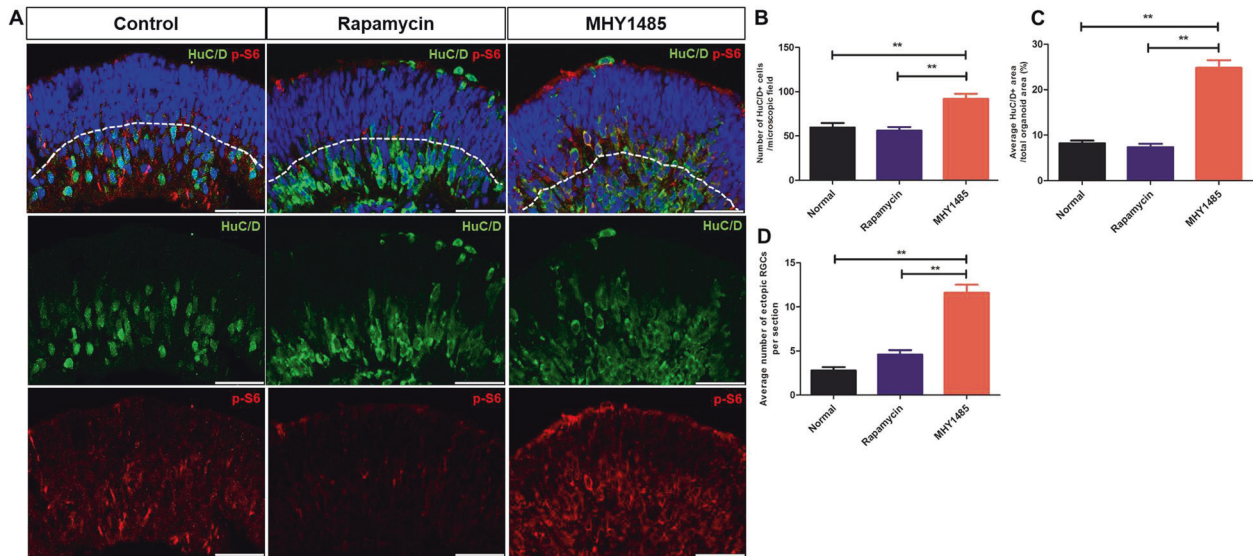 A
Control
Rapamycin
MHY1485
HuC/D p-S6
HuC/D p-S6
HuC/D p-S6
HuC/D
HuC/D
HuC/D
p-S6
p-S6
p-S6
B
**
**
Number of HuC/D+ cells
/microscopic field
150
100
50
0
Normal
Rapamycin
MHY1485
C
**
**
Average HuC/D+ area
/total organoid area (%)
30
20
10
0
Normal
Rapamycin
MHY1485
D
**
**
Average number of ectopic RGCs
per section
15
10
5
0
Normal
Rapamycin
MHY1485